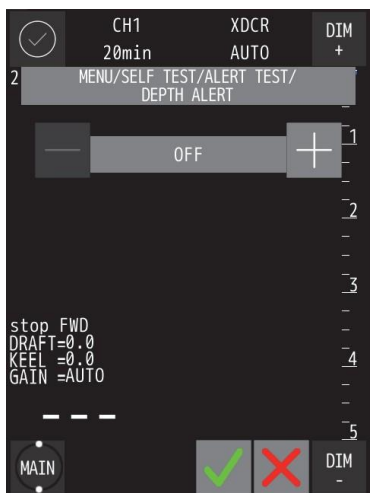 CH1 XDCR DIM
20min AUTO +
2 MENU/SELF TEST/ALERT TEST/
DEPTH ALERT
1
— OFF +
2
3
stop FWD
DRAFT=0.0
KEEL =0.0
4
GAIN =AUTO
– – –
5
MAIN DIM
-